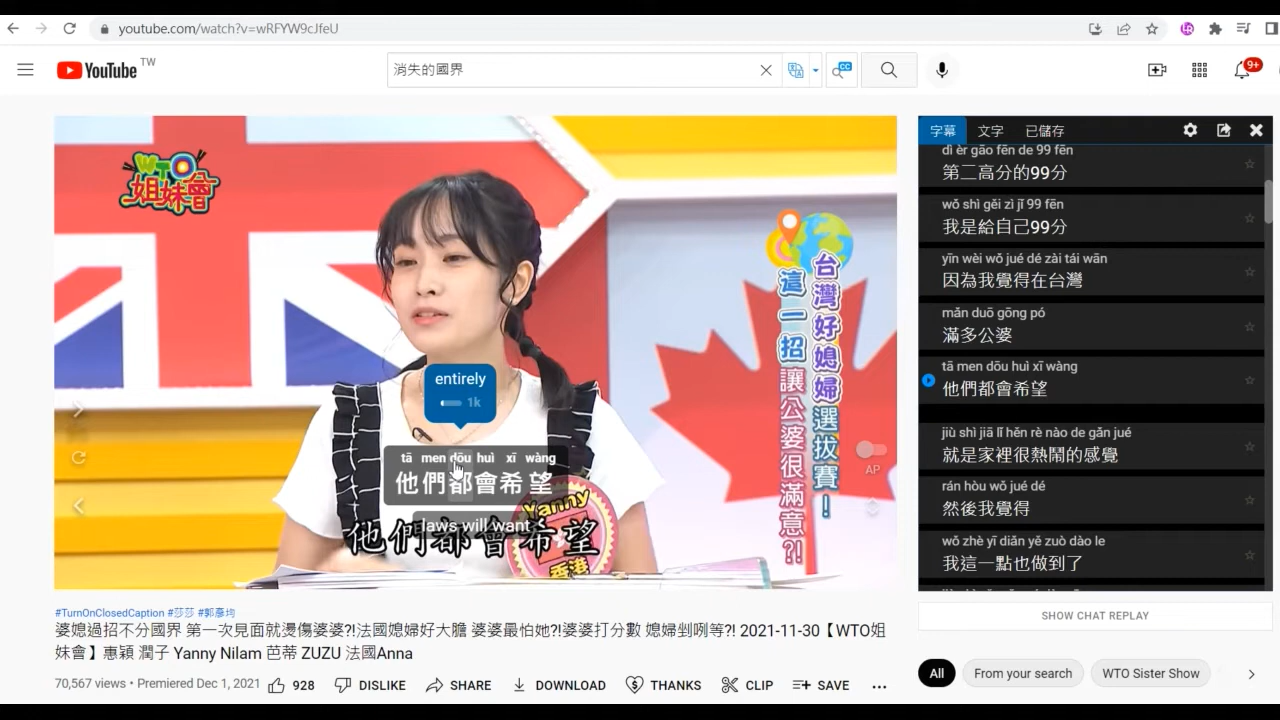 youtube.com/watch?v=wRFYW9cJfeU
YouTube TW
消失的國界
CC
9+
WTO
姐妹會
台灣好媳婦選拔賽！
這一招讓公婆很滿意?!
entirely
1k
tā men dōu huì xī wàng
他們都會希望
laws will want
他們都會希望
Yanny
香港
AP
字幕 文字 已儲存
dì èr gāo fēn de 99 fēn
第二高分的99分
wǒ shì gěi zì jǐ 99 fēn
我是給自己99分
yīn wèi wǒ jué dé zài tái wān
因為我覺得在台灣
mǎn duō gōng pó
滿多公婆
tā men dōu huì xī wàng
他們都會希望
jiù shì jiā lǐ hěn rè nào de gǎn jué
就是家裡很熱鬧的感覺
rán hòu wǒ jué dé
然後我覺得
wǒ zhè yī diǎn yě zuò dào le
我這一點也做到了
#TurnOnClosedCaption #莎莎 #郭彥均
婆媳過招不分國界 第一次見面就燙傷婆婆?!法國媳婦好大膽 婆婆最怕她?!婆婆打分數 媳婦剉咧等?! 2021-11-30【WTO姐
妹會】惠穎 潤子 Yanny Nilam 芭蒂 ZUZU 法國Anna
70,567 views • Premiered Dec 1, 2021 928 DISLIKE SHARE DOWNLOAD THANKS CLIP SAVE
SHOW CHAT REPLAY
All From your search WTO Sister Show